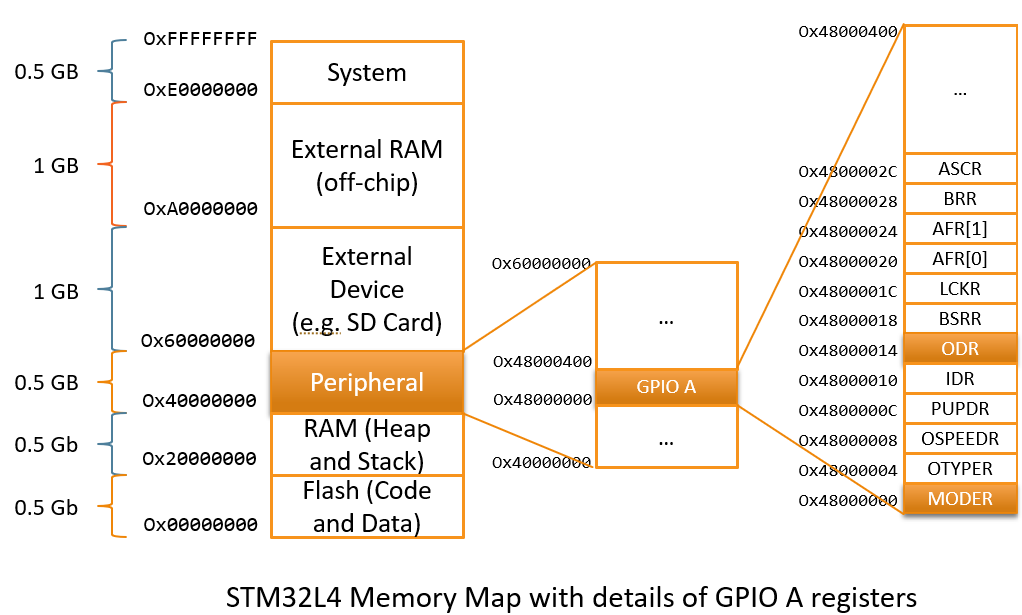 0xFFFFFFFF
0.5 GB
System
0xE0000000
1 GB
External RAM
(off-chip)
0xA0000000
1 GB
External
Device
(e.g. SD Card)
0x60000000
0.5 GB
Peripheral
0x40000000
0.5 Gb
RAM (Heap
and Stack)
0x20000000
0.5 Gb
Flash (Code
and Data)
0x00000000
0x60000000
...
0x48000400
GPIO A
0x48000000
...
0x40000000
0x48000400
...
0x4800002C
ASCR
0x48000028
BRR
0x48000024
AFR[1]
0x48000020
AFR[0]
0x4800001C
LCKR
0x48000018
BSRR
0x48000014
ODR
0x48000010
IDR
0x4800000C
PUPDR
0x48000008
OSPEEDR
0x48000004
OTYPER
0x48000000
MODER
STM32L4 Memory Map with details of GPIO A registers